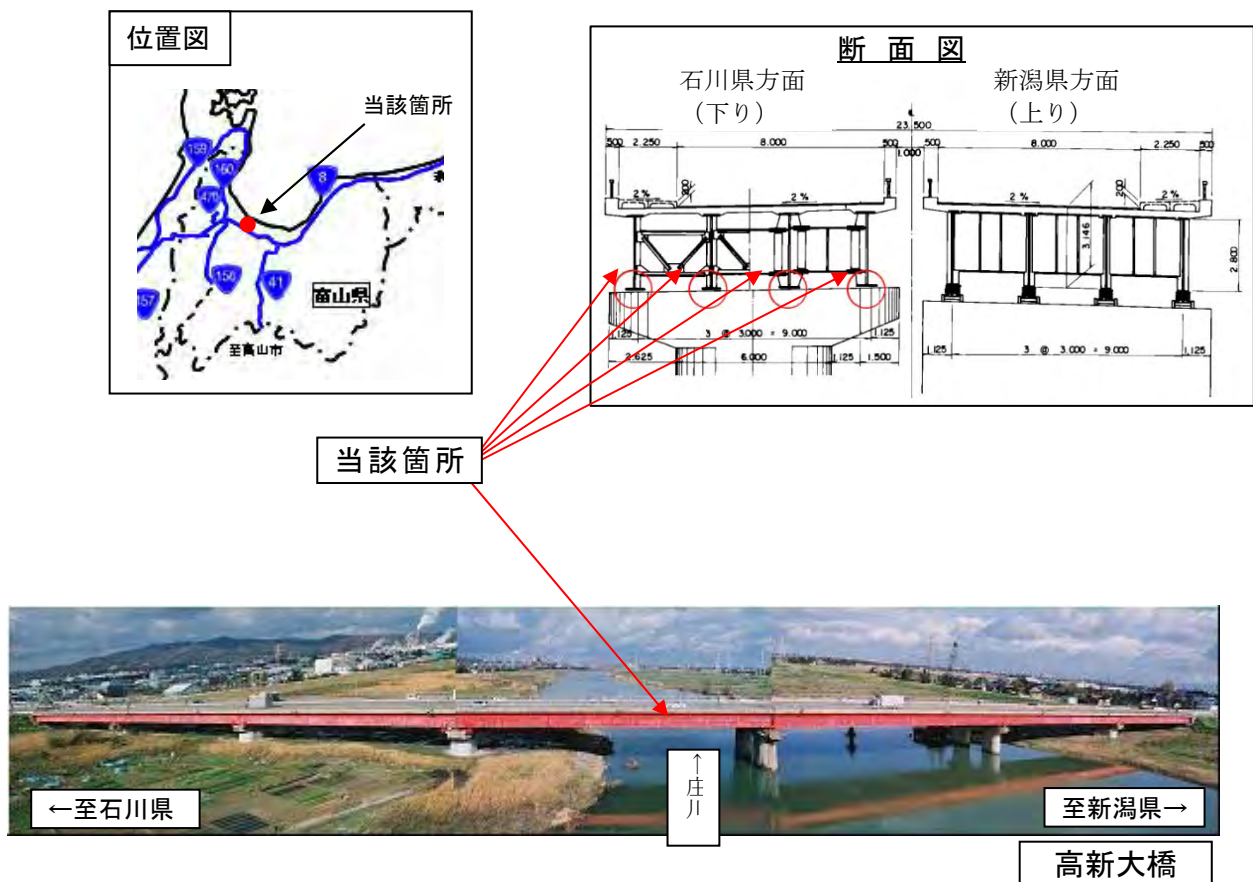 位置図
当該箇所
159
160
8
470
156
41
157
富山県
至高山市
断 面 図
石川県方面
(下り)
新潟県方面
(上り)
23.500
500
2.250
8.000
500
1.000
500
8.000
2.250
500
2%
2%
2%
200
2%
3.146
2.800
1.125
3 @ 3.000 = 9.000
1.125
2.625
6.000
1.125
1.500
1.125
3 @ 3.000 = 9.000
1.125
当該箇所
↑庄川
←至石川県
至新潟県→
高新大橋